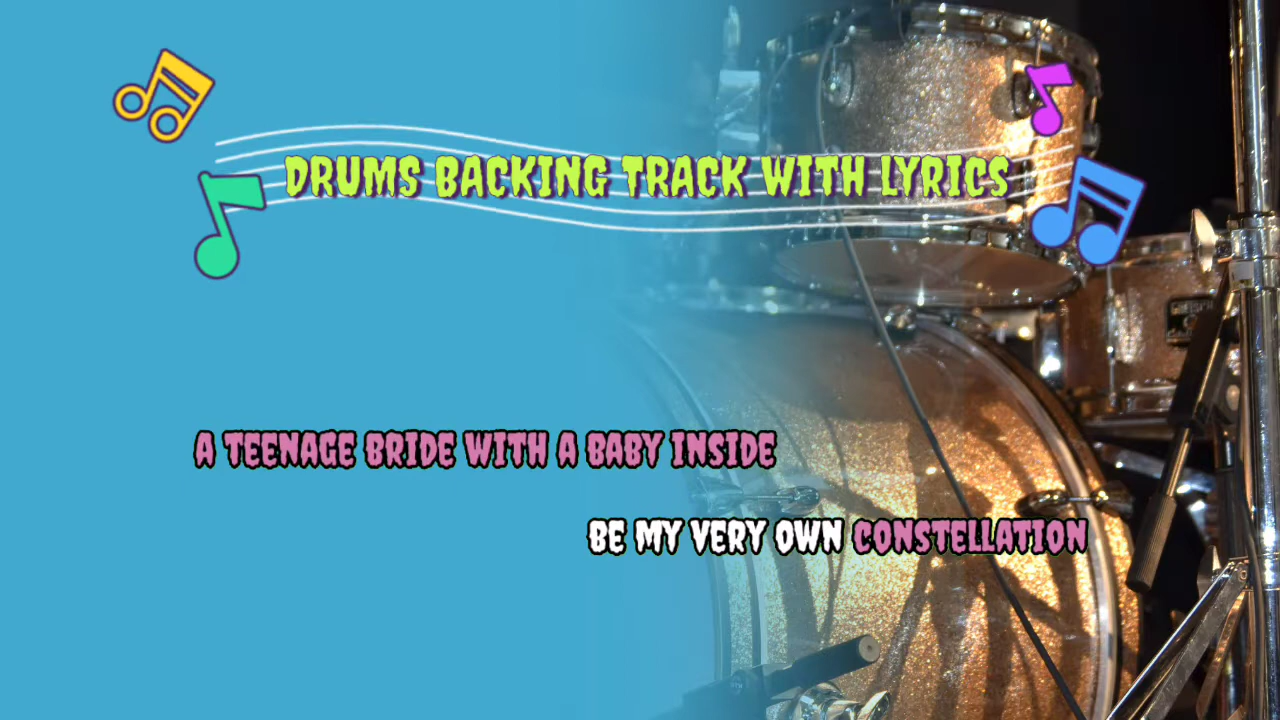 DRUMS BACKING TRACK WITH LYRICS
A TEENAGE BRIDE WITH A BABY INSIDE
BE MY VERY OWN CONSTELLATION